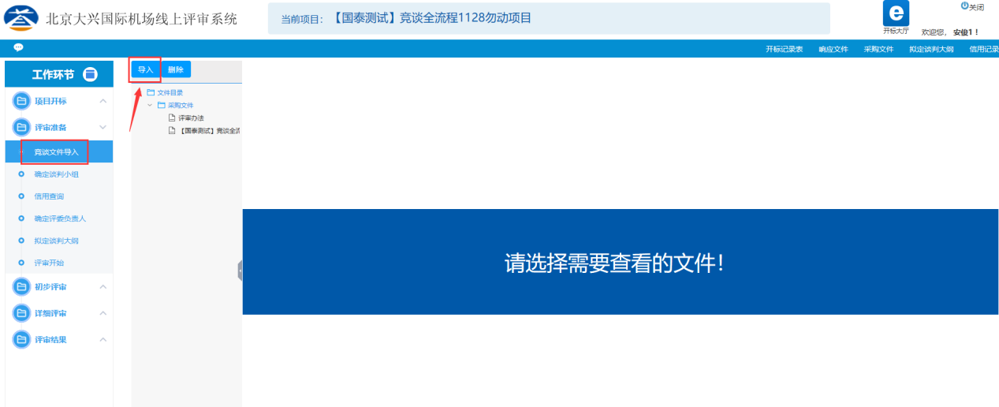 北京大兴国际机场线上评审系统
当前项目: 【国泰测试】竞谈全流程1128勿动项目
关闭
开标大厅
欢迎您, 安俊1！
开标记录表 响应文件 采购文件 拟定谈判大纲 信用记录
工作环节
项目开标
评审准备
竞谈文件导入
确定谈判小组
信用查询
确定评委负责人
拟定谈判大纲
评审开始
初步评审
详细评审
评审结果
导入 删除
文件目录
采购文件
评审办法
【国泰测试】竞谈全流
请选择需要查看的文件！